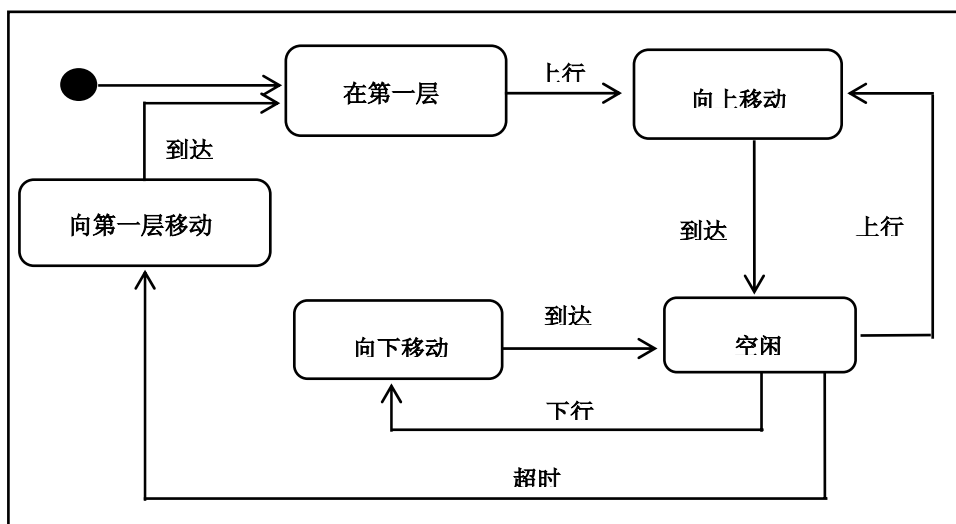 在第一层
上行
向上移动
到达
向第一层移动
到达
上行
到达
向下移动
空闲
下行
超时